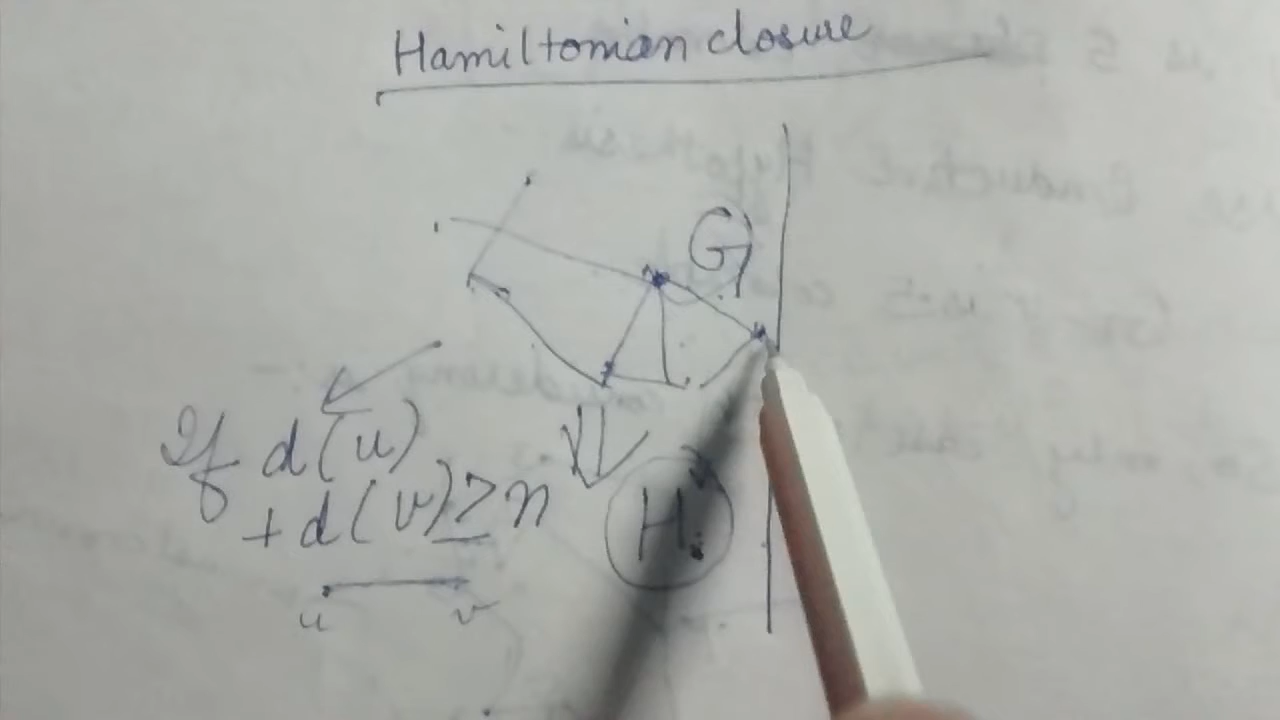 Hamiltonian closure
G
If d(u)
+ d(v) ≥ n
H
u v